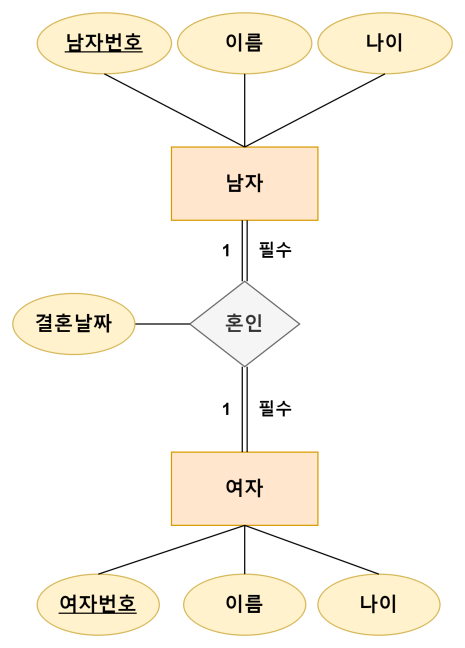 남자번호 이름 나이
남자
1 필수
결혼날짜 혼인
1 필수
여자
여자번호 이름 나이